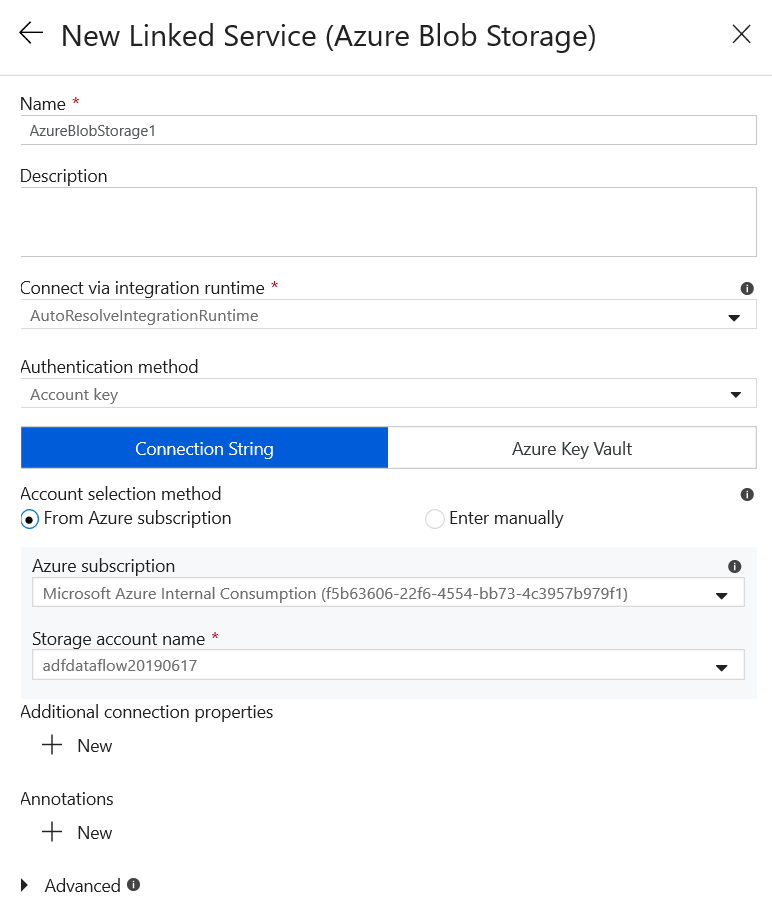 New Linked Service (Azure Blob Storage)
Name *
AzureBlobStorage1
Description
Connect via integration runtime *
AutoResolveIntegrationRuntime
Authentication method
Account key
Connection String
Azure Key Vault
Account selection method
From Azure subscription
Enter manually
Azure subscription
Microsoft Azure Internal Consumption (f5b63606-22f6-4554-bb73-4c3957b979f1)
Storage account name *
adfdataflow20190617
Additional connection properties
New
Annotations
New
Advanced